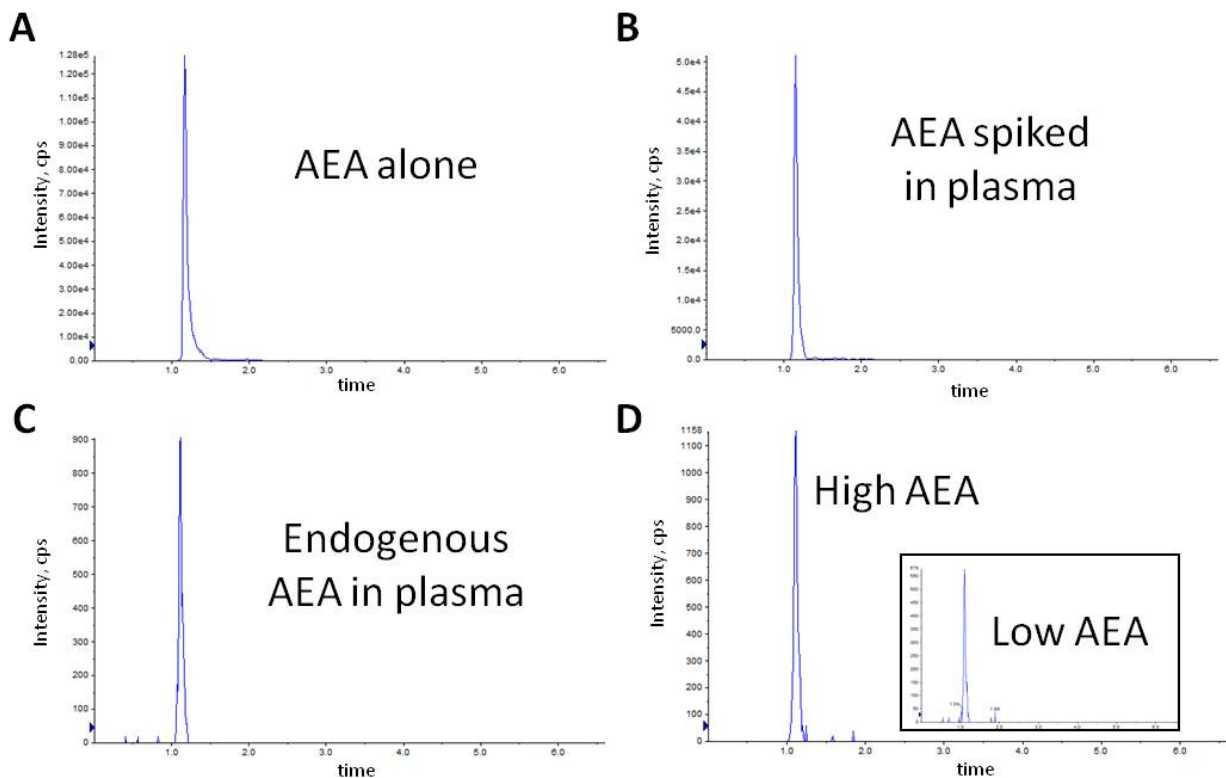 A
Intensity, cps
1.28e5
1.20e5
1.10e5
1.00e5
9.00e4
8.00e4
7.00e4
6.00e4
5.00e4
4.00e4
3.00e4
2.00e4
1.00e4
0.00
AEA alone
1.0 2.0 3.0 4.0 5.0 6.0
time
B
Intensity, cps
5.0e4
4.5e4
4.0e4
3.5e4
3.0e4
2.5e4
2.0e4
1.5e4
1.0e4
5000.0
0.0
AEA spiked
in plasma
1.0 2.0 3.0 4.0 5.0 6.0
time
C
Intensity, cps
900
800
700
600
500
400
300
200
100
0
Endogenous
AEA in plasma
1.0 2.0 3.0 4.0 5.0 6.0
time
D
Intensity, cps
1158
1100
1000
900
800
700
600
500
400
300
200
100
0
High AEA
Low AEA
1.0 2.0 3.0 4.0 5.0 6.0
time